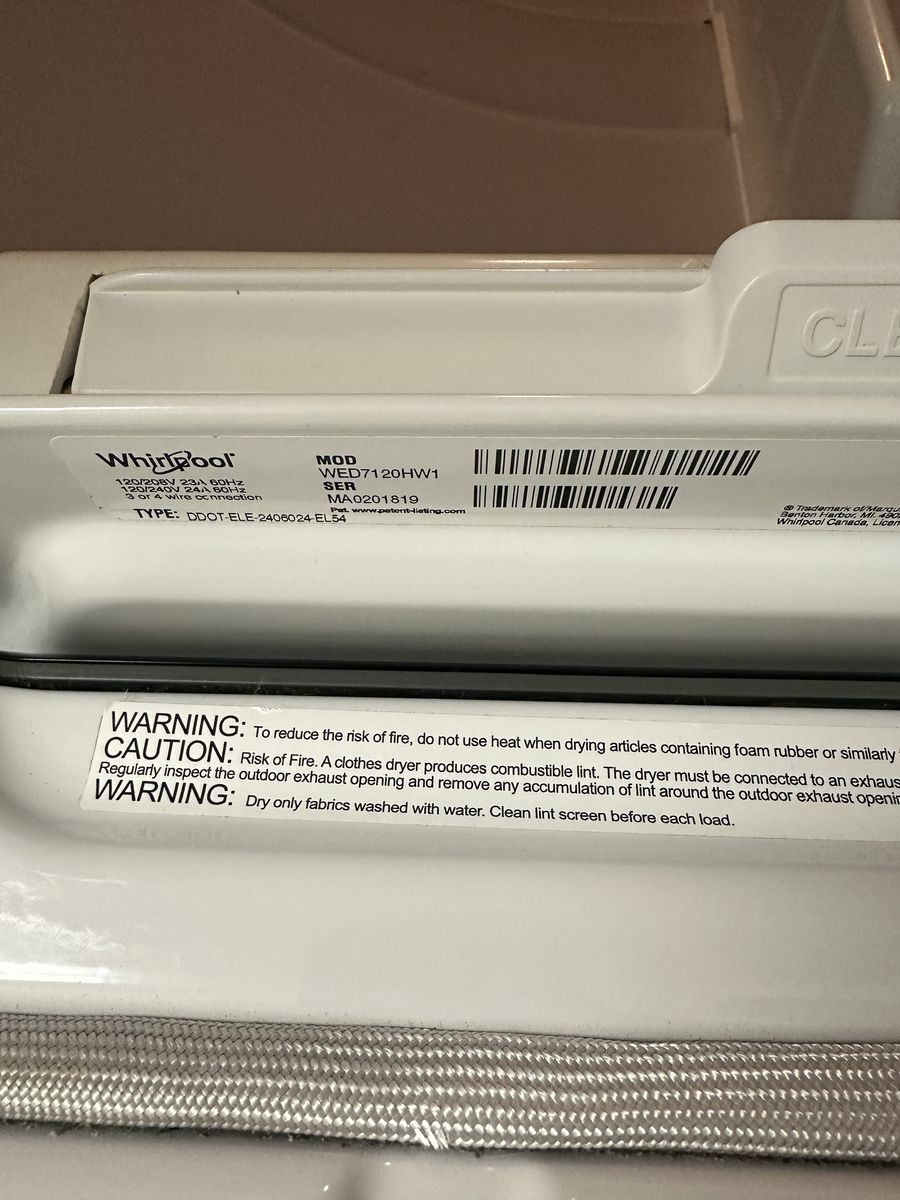 CLE
Whirlpool
120/208V 23A 60Hz
120/240V 24A 60Hz
3 or 4 wire connection
TYPE: DDOT-ELE-2406024-EL54
MOD
WED7120HW1
SER
MA0201819
Pat. www.patent-listing.com
® Trademark of/Marqu
Benton Harbor, MI. 490
Whirlpool Canada, Licen
WARNING: To reduce the risk of fire, do not use heat when drying articles containing foam rubber or similarly
CAUTION: Risk of Fire. A clothes dryer produces combustible lint. The dryer must be connected to an exhaus
Regularly inspect the outdoor exhaust opening and remove any accumulation of lint around the outdoor exhaust openin
WARNING: Dry only fabrics washed with water. Clean lint screen before each load.